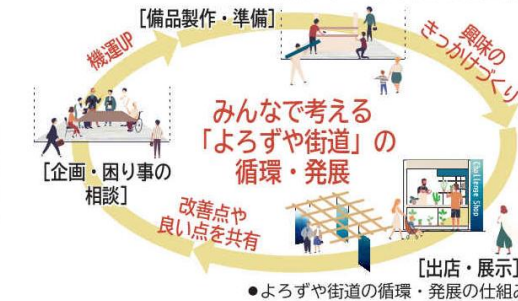 [備品製作・準備]
機運UP
興味の
きっかけづくり
みんなで考える
「よろずや街道」の
循環・発展
[企画・困り事の
相談]
改善点や
良い点を共有
Challenge Shop
[出店・展示]
●よろずや街道の循環・発展の仕組み